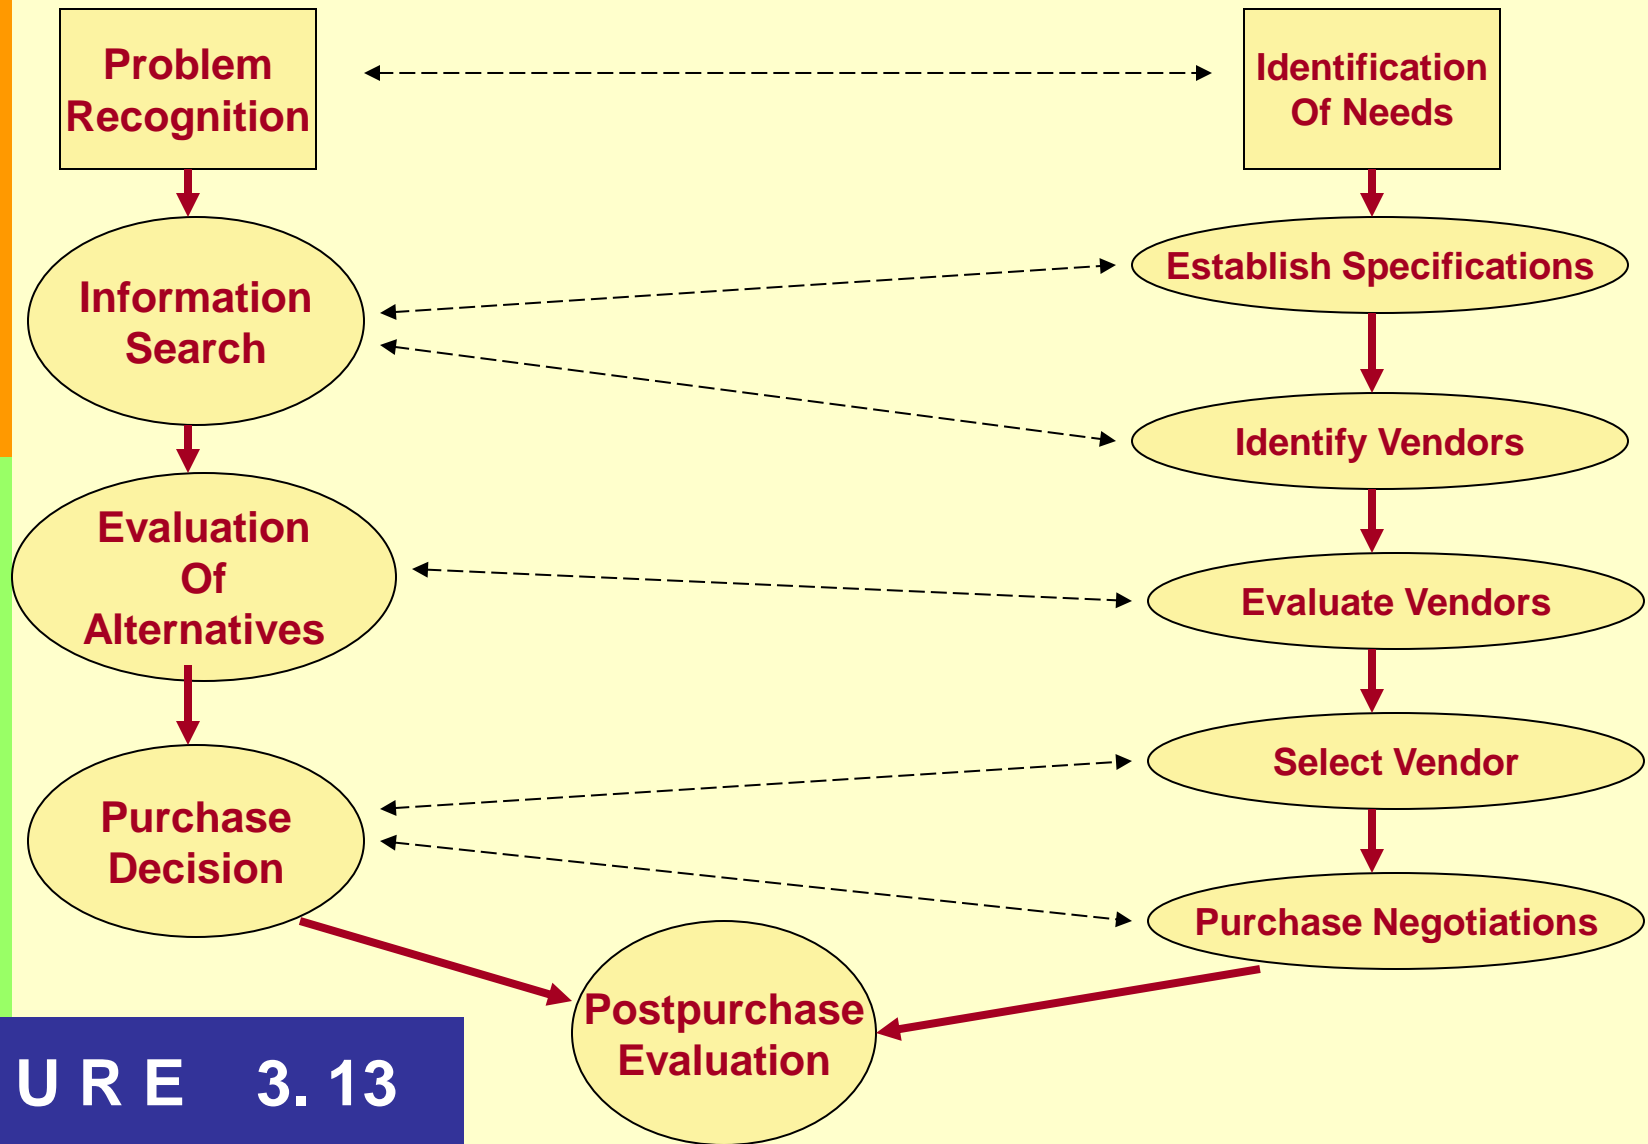 Problem
Recognition
Identification
Of Needs
Information
Search
Establish Specifications
Identify Vendors
Evaluation
Of
Alternatives
Evaluate Vendors
Purchase
Decision
Select Vendor
Purchase Negotiations
Postpurchase
Evaluation
U R E 3. 13